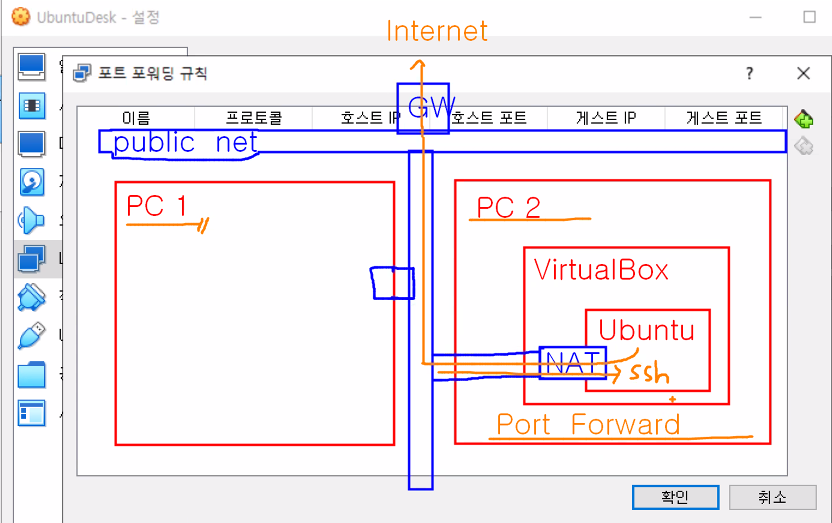 UbuntuDesk - 설정
Internet
포트 포워딩 규칙
?
이름 프로토콜 호스트 IP 호스트 포트 게스트 IP 게스트 포트
GW
public net
PC 1
PC 2
VirtualBox
Ubuntu
NAT
ssh
Port Forward
확인 취소